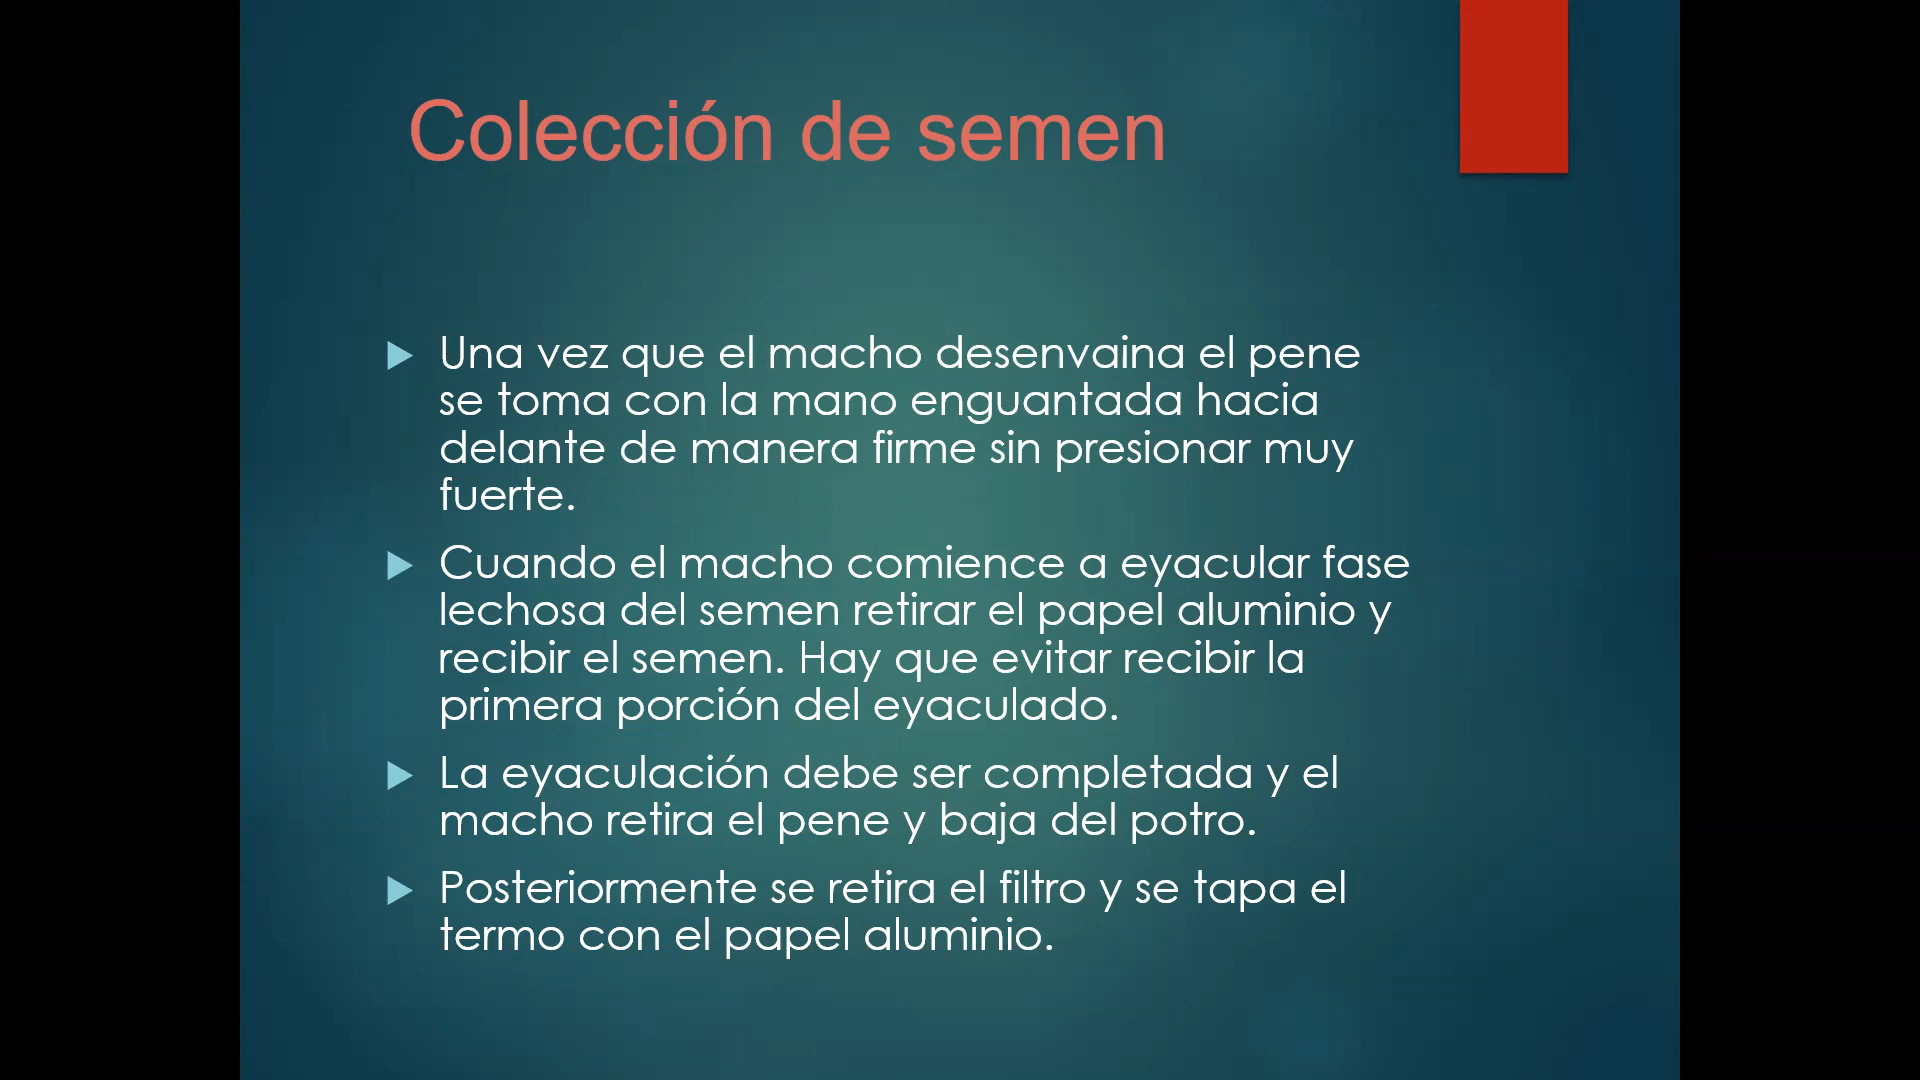 Colección de semen
Una vez que el macho desenvaina el pene
se toma con la mano enguantada hacia
delante de manera firme sin presionar muy
fuerte.
Cuando el macho comience a eyacular fase
lechosa del semen retirar el papel aluminio y
recibir el semen. Hay que evitar recibir la
primera porción del eyaculado.
La eyaculación debe ser completada y el
macho retira el pene y baja del potro.
Posteriormente se retira el filtro y se tapa el
termo con el papel aluminio.